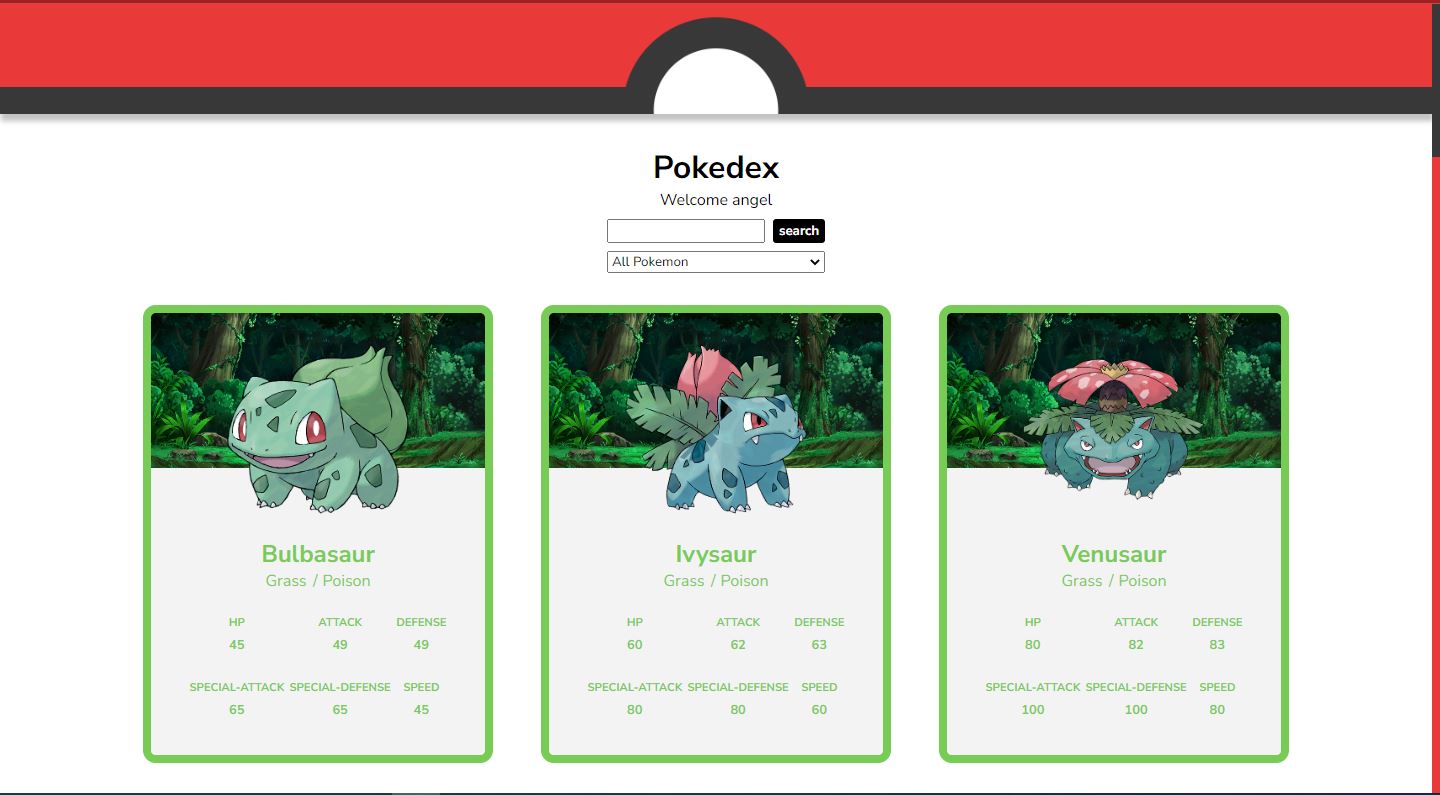 Pokedex
Welcome angel
search
All Pokemon
Bulbasaur
Grass / Poison
HP ATTACK DEFENSE
45 49 49
SPECIAL-ATTACK SPECIAL-DEFENSE SPEED
65 65 45
Ivysaur
Grass / Poison
HP ATTACK DEFENSE
60 62 63
SPECIAL-ATTACK SPECIAL-DEFENSE SPEED
80 80 60
Venusaur
Grass / Poison
HP ATTACK DEFENSE
80 82 83
SPECIAL-ATTACK SPECIAL-DEFENSE SPEED
100 100 80